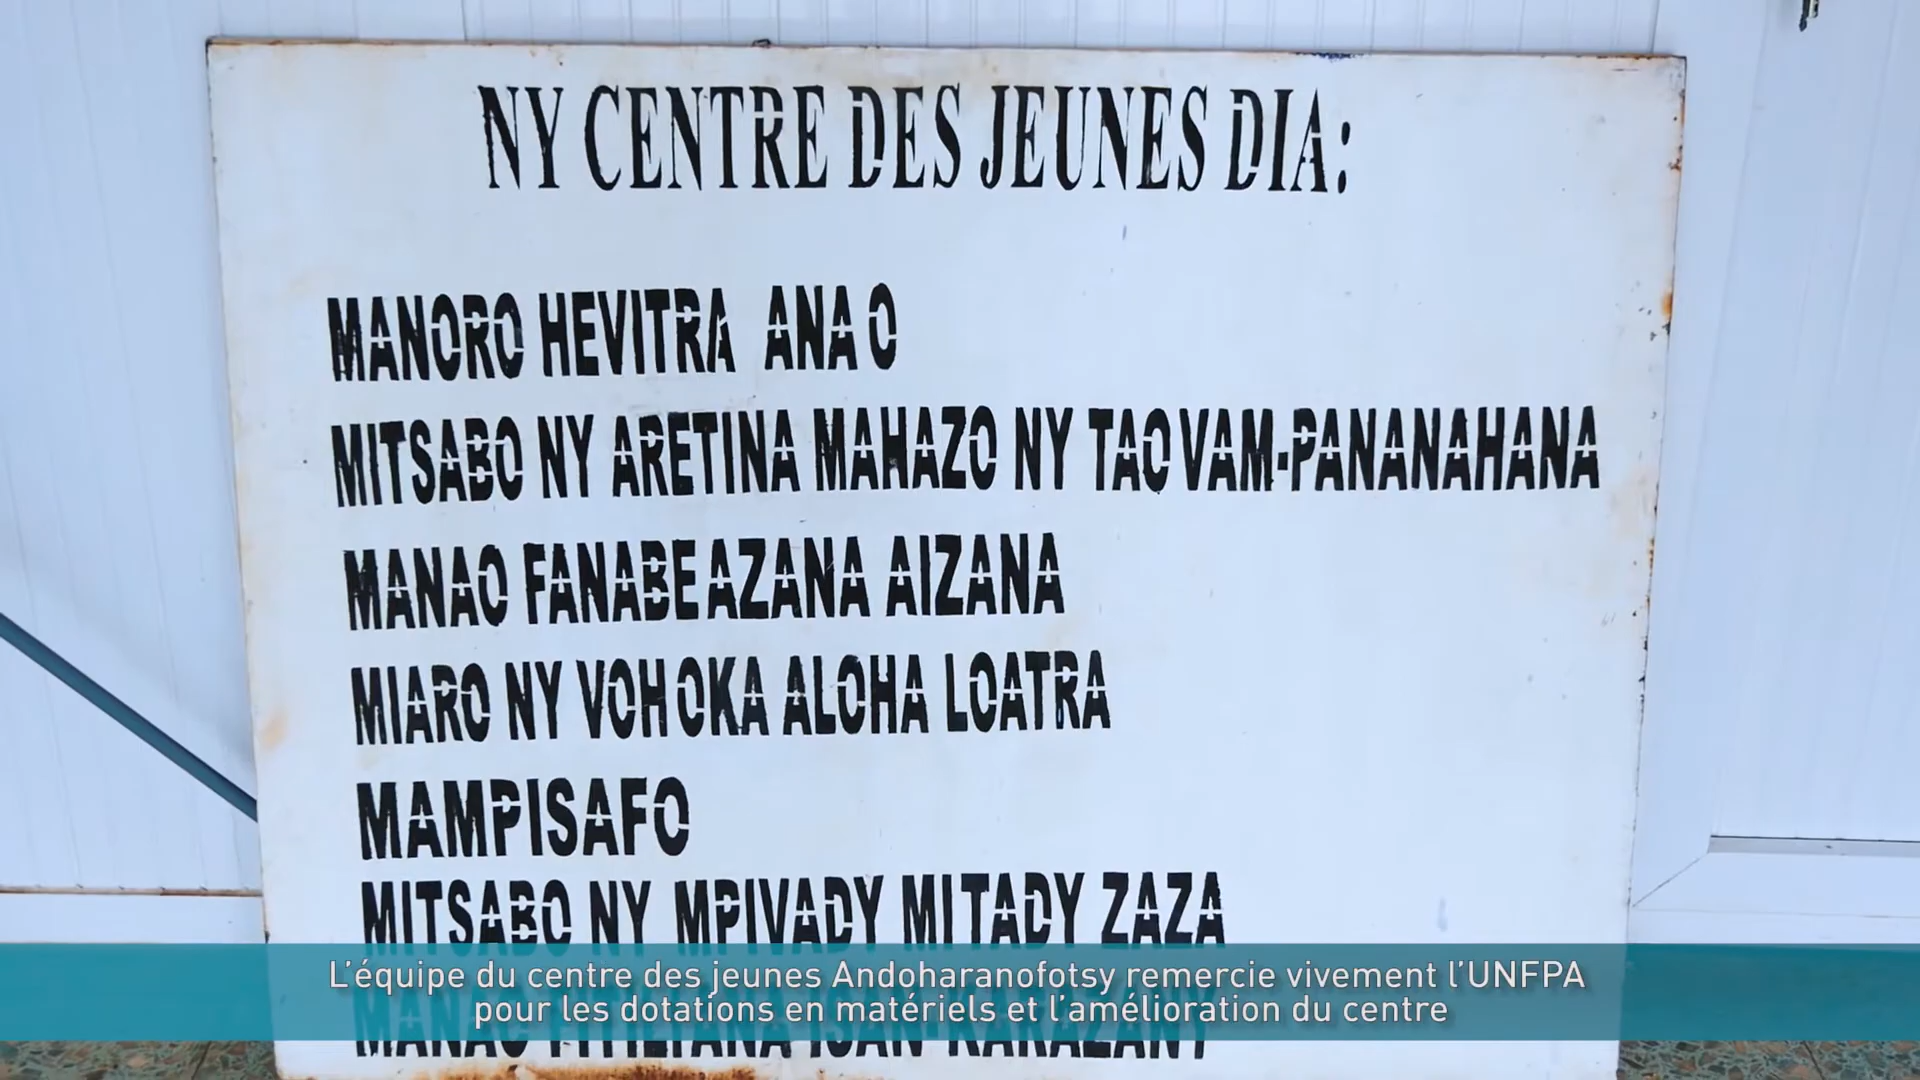 NY CENTRE DES JEUNES DIA:
MANORO HEVITRA ANAO
MITSABO NY ARETINA MAHAZO NY TAOVAM-PANANAHANA
MANAO FANABEAZANA AIZANA
MIARO NY VOHOKA ALOHA LOATRA
MAMPISAFO
MITSABO NY MPIVADY MITADY ZAZA
L'équipe du centre des jeunes Andoharanofotsy remercie vivement l'UNFPA
pour les dotations en matériels et l'amélioration du centre
MANAO FITILIANA ISAN-KARAZANY